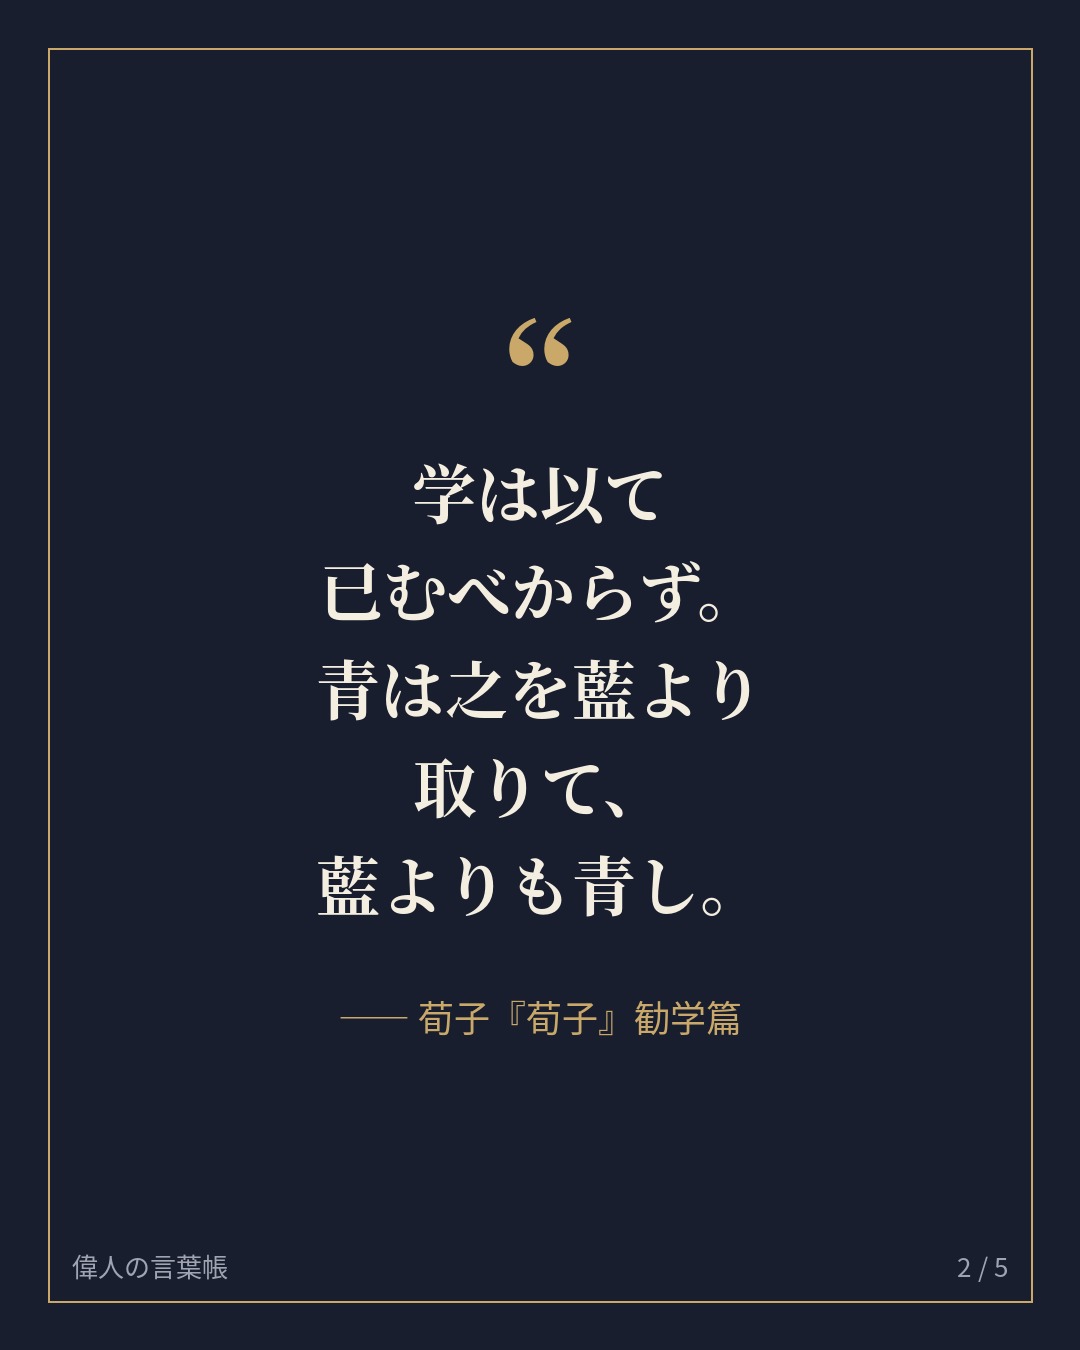 “
学は以て
已むべからず。
青は之を藍より
取りて、
藍よりも青し。
—— 荀子『荀子』勧学篇
偉人の言葉帳
2 / 5